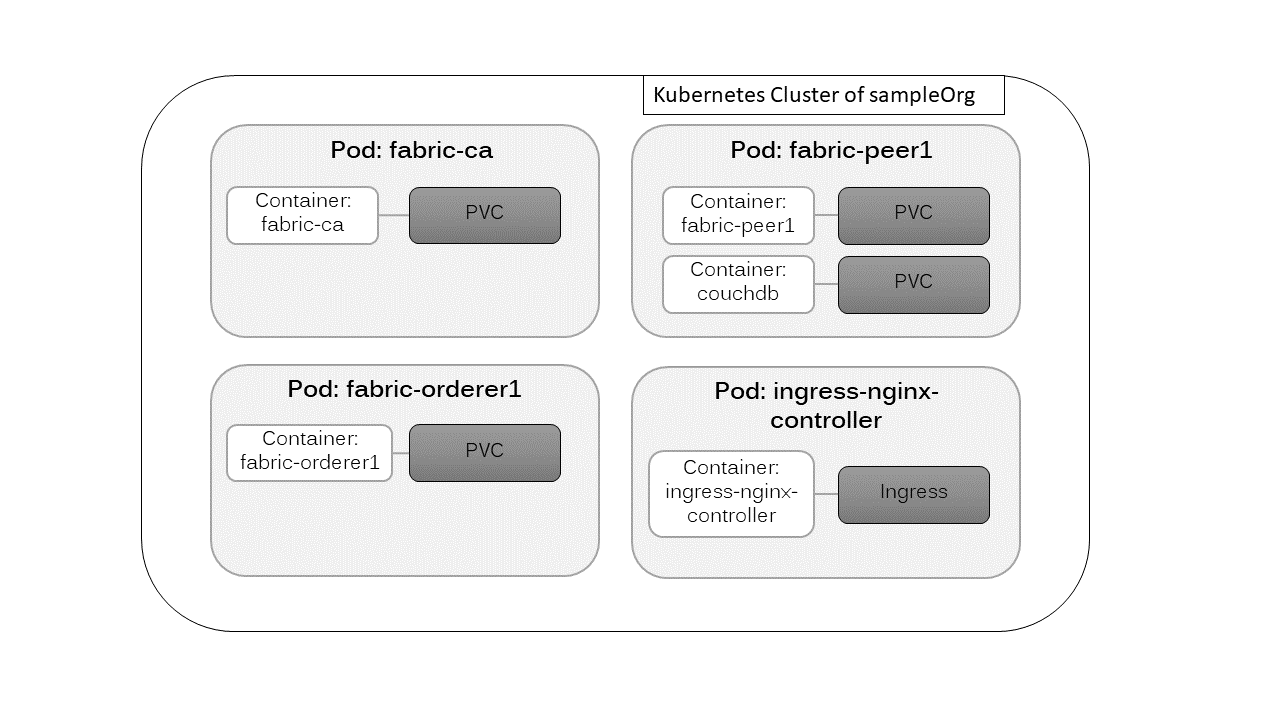 Kubernetes Cluster of sampleOrg
Pod: fabric-ca
Container:
fabric-ca
PVC
Pod: fabric-peer1
Container:
fabric-peer1
PVC
Container:
couchdb
PVC
Pod: fabric-orderer1
Container:
fabric-orderer1
PVC
Pod: ingress-nginx-
controller
Container:
ingress-nginx-
controller
Ingress